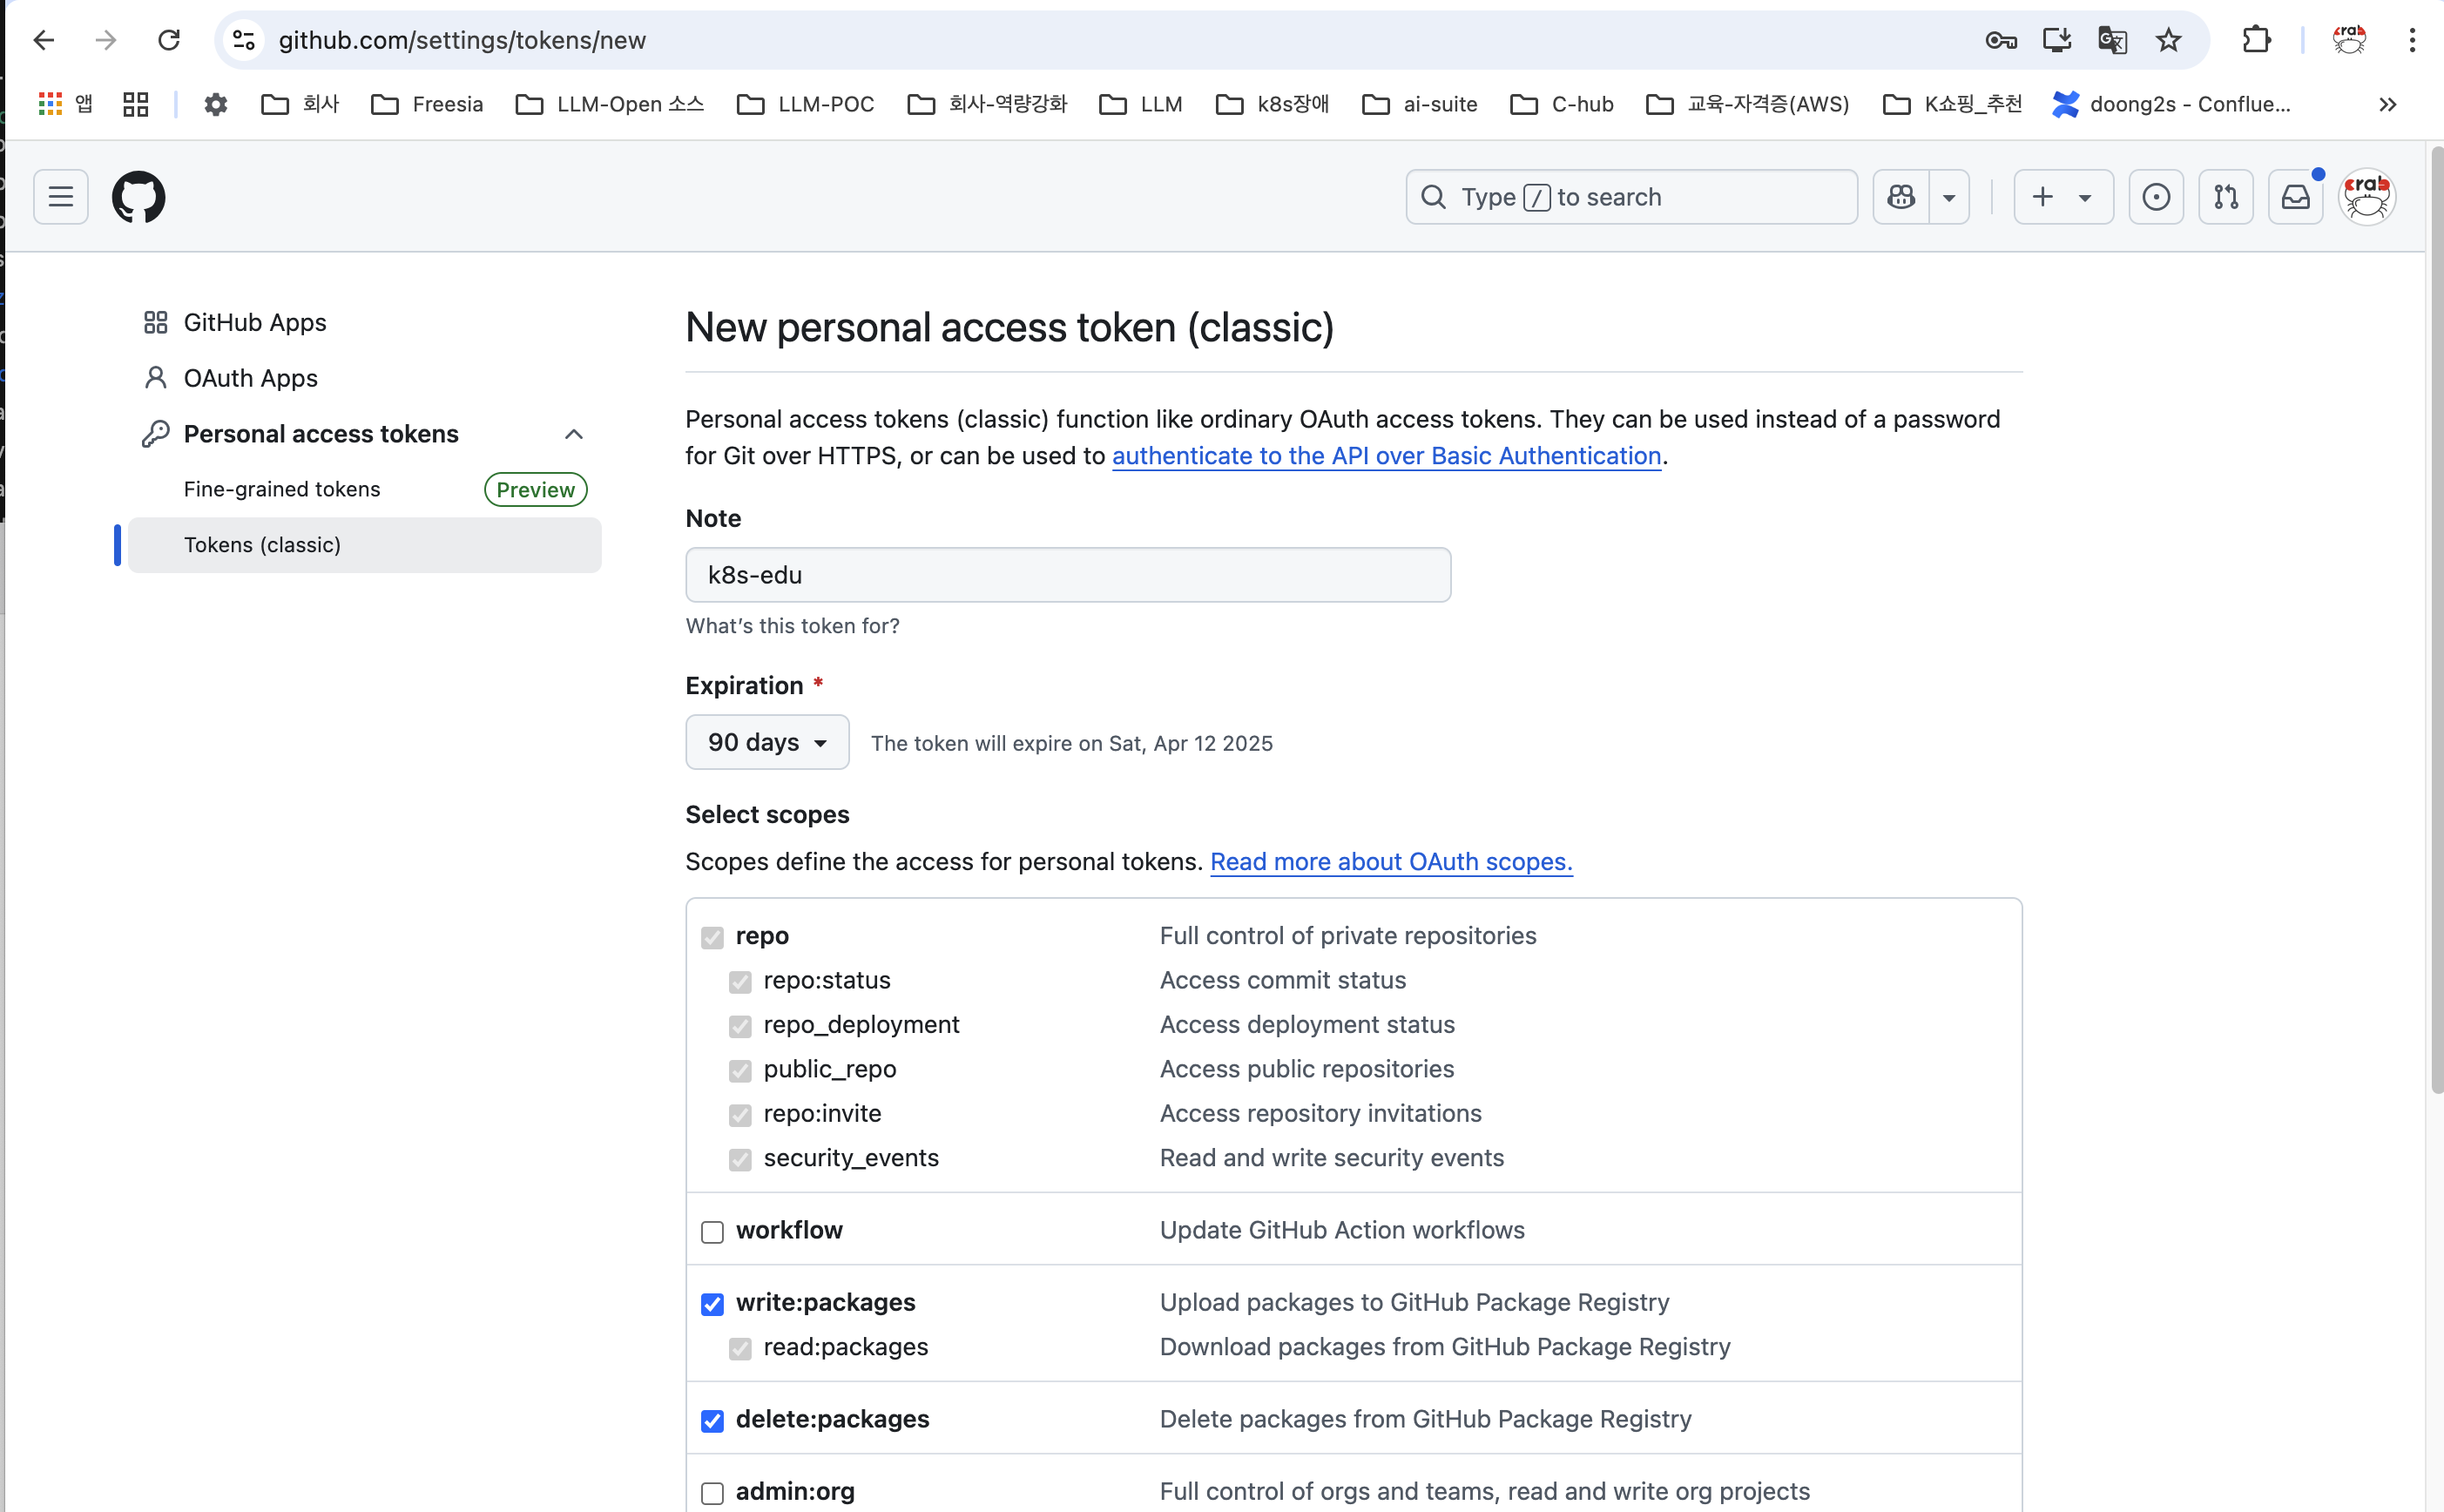 github.com/settings/tokens/new
앱 회사 Freesia LLM-Open 소스 LLM-POC 회사-역량강화 LLM k8s장애 ai-suite C-hub 교육-자격증(AWS) K쇼핑_추천 doong2s - Conflue...
Type / to search
crab
GitHub Apps
OAuth Apps
Personal access tokens
Fine-grained tokens Preview
Tokens (classic)
New personal access token (classic)
Personal access tokens (classic) function like ordinary OAuth access tokens. They can be used instead of a password
for Git over HTTPS, or can be used to authenticate to the API over Basic Authentication.
Note
k8s-edu
What's this token for?
Expiration *
90 days The token will expire on Sat, Apr 12 2025
Select scopes
Scopes define the access for personal tokens. Read more about OAuth scopes.
repo Full control of private repositories
repo:status Access commit status
repo_deployment Access deployment status
public_repo Access public repositories
repo:invite Access repository invitations
security_events Read and write security events
workflow Update GitHub Action workflows
write:packages Upload packages to GitHub Package Registry
read:packages Download packages from GitHub Package Registry
delete:packages Delete packages from GitHub Package Registry
admin:org Full control of orgs and teams, read and write org projects